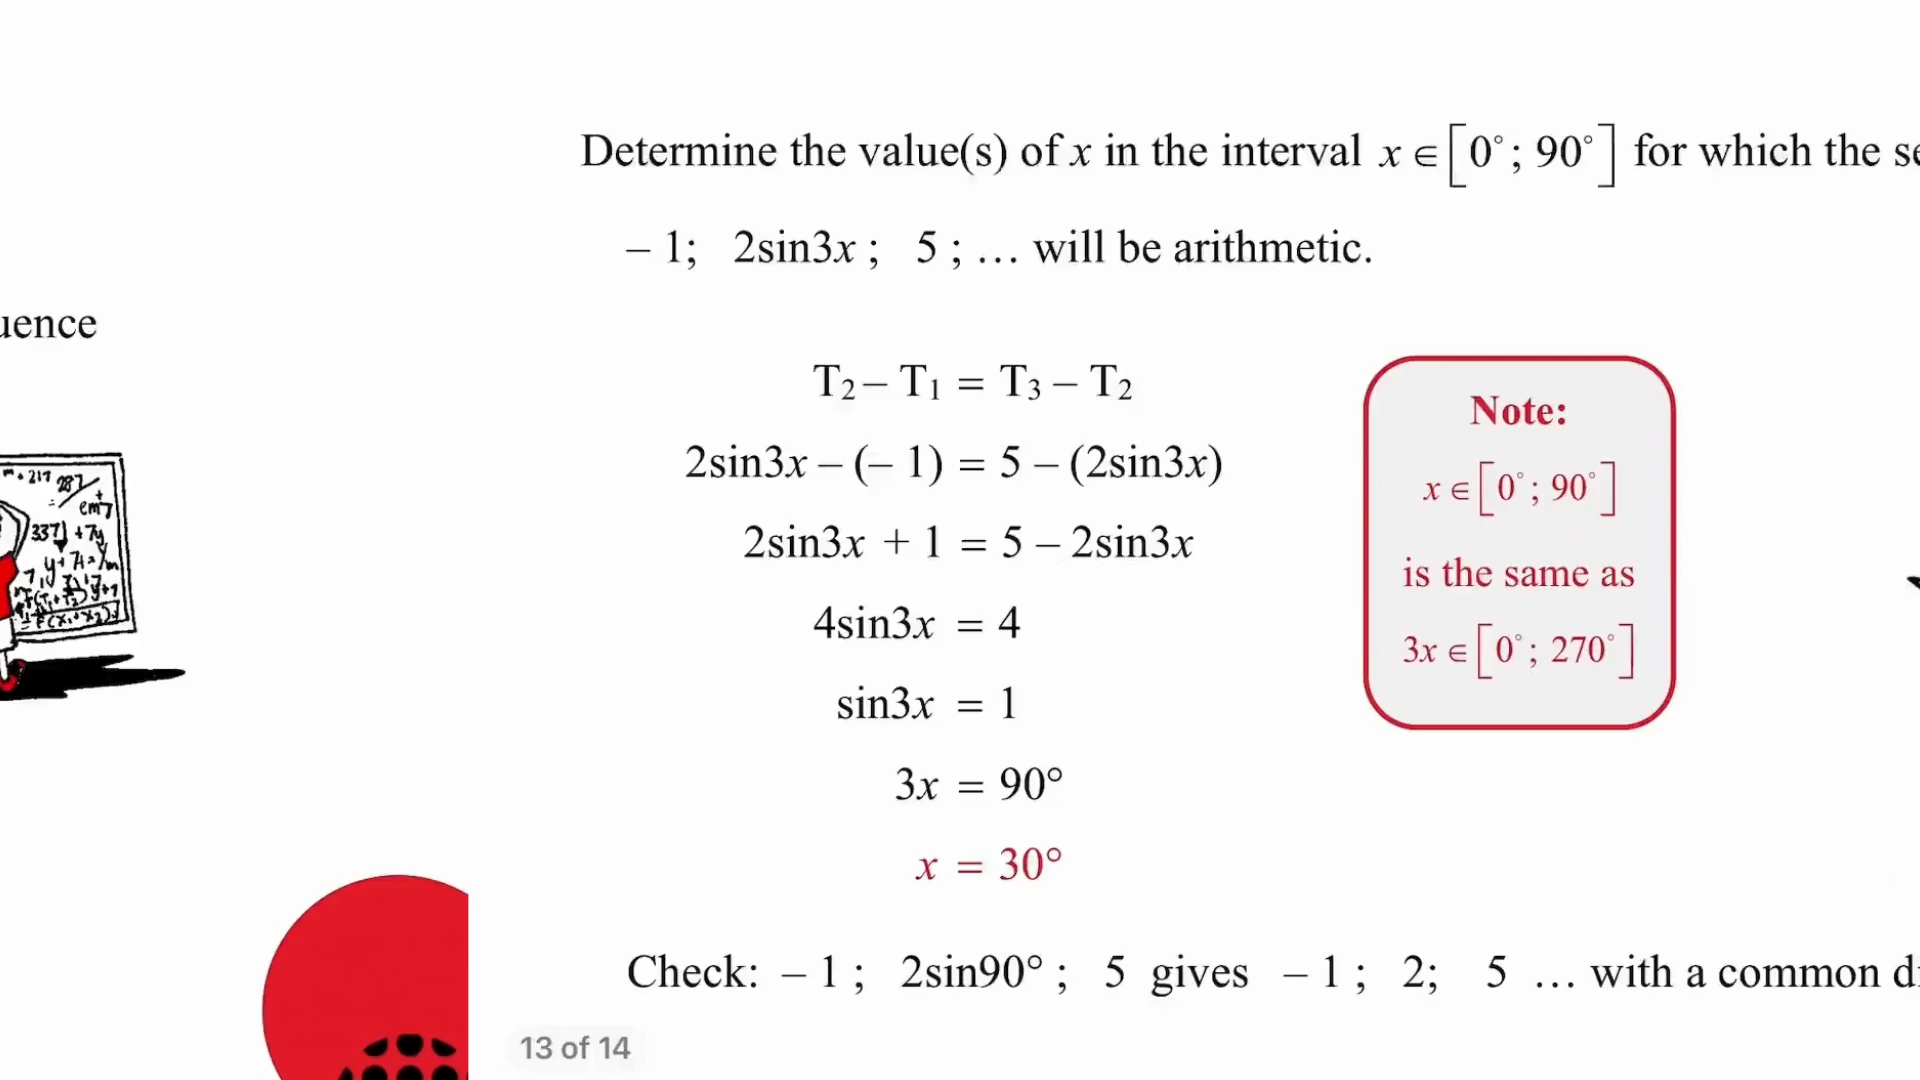 Determine the value(s) of x in the interval x ∈ [0°; 90°] for which the se
– 1; 2sin3x ; 5 ; … will be arithmetic.
uence
T₂ – T₁ = T₃ – T₂
2sin3x – (– 1) = 5 – (2sin3x)
2sin3x + 1 = 5 – 2sin3x
4sin3x = 4
sin3x = 1
3x = 90°
x = 30°
Note:
x ∈ [0°; 90°]
is the same as
3x ∈ [0°; 270°]
Check: – 1 ; 2sin90° ; 5 gives – 1 ; 2; 5 … with a common di
13 of 14